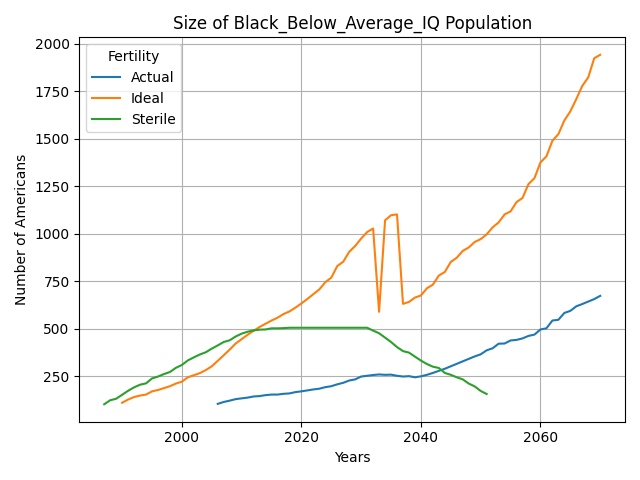 Size of Black_Below_Average_IQ Population
Fertility
Actual
Ideal
Sterile
Number of Americans
2000
1750
1500
1250
1000
750
500
250
2000 2020 2040 2060
Years